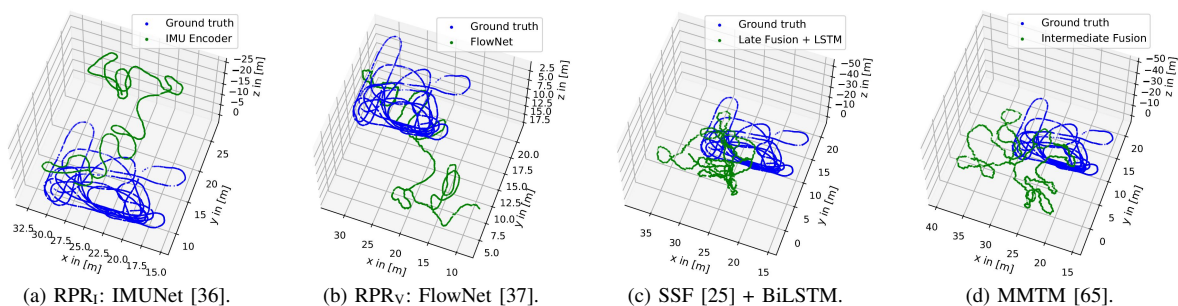 Ground truth
IMU Encoder
−25
−20
−15
−10
−5
0
z in [m]
25
20
15
10
y in [m]
32.5
30.0
27.5
25.0
22.5
20.0
17.5
15.0
x in [m]
(a) RPR_I: IMUNet [36].
Ground truth
FlowNet
2.5
5.0
7.5
10.0
12.5
15.0
17.5
z in [m]
20.0
17.5
15.0
12.5
10.0
7.5
5.0
y in [m]
30
25
20
15
10
x in [m]
(b) RPR_V: FlowNet [37].
Ground truth
Late Fusion + LSTM
−50
−40
−30
−20
−10
0
z in [m]
20
15
10
5
0
y in [m]
35
30
25
20
15
x in [m]
(c) SSF [25] + BiLSTM.
Ground truth
Intermediate Fusion
−50
−40
−30
−20
−10
0
z in [m]
20
15
10
5
0
y in [m]
40
35
30
25
20
15
x in [m]
(d) MMTM [65].